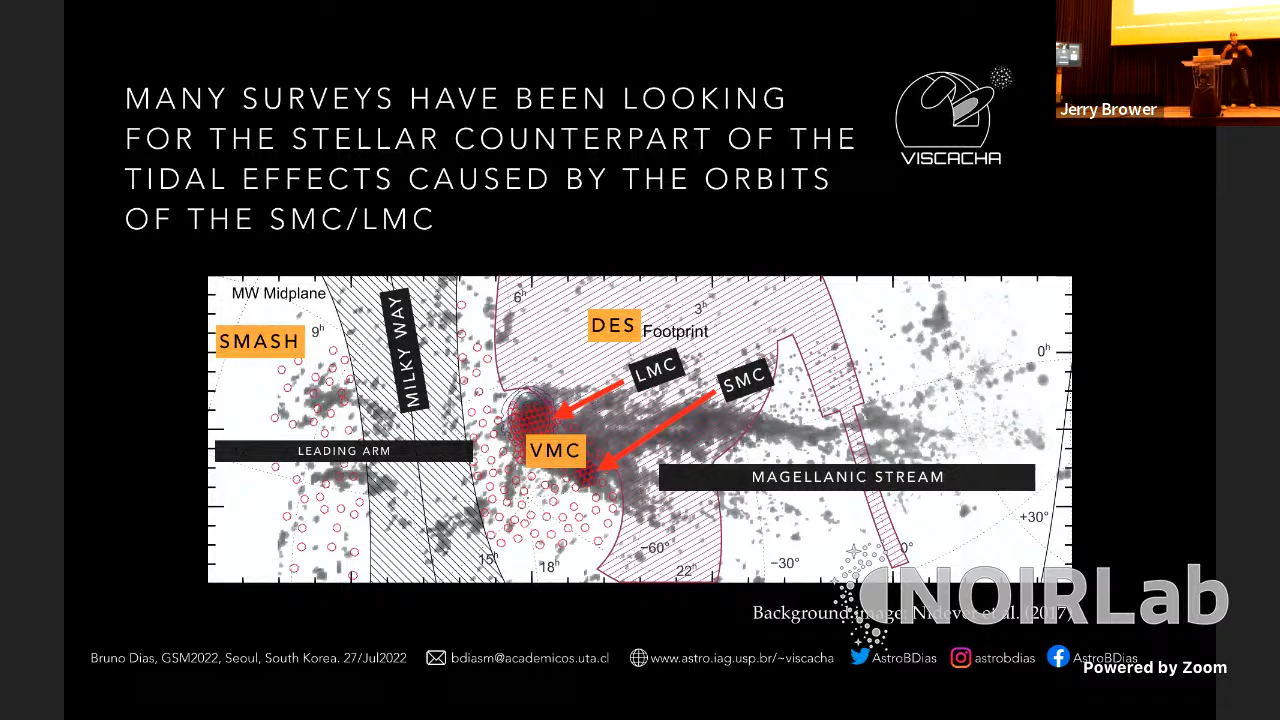 MANY SURVEYS HAVE BEEN LOOKING
FOR THE STELLAR COUNTERPART OF THE
TIDAL EFFECTS CAUSED BY THE ORBITS
OF THE SMC/LMC
VISCACHA
Jerry Brower
MW Midplane
SMASH
9h
MILKY WAY
6h
DES Footprint
3h
0h
LMC
SMC
VMC
LEADING ARM
MAGELLANIC STREAM
15h
18h
-60°
22h
-30°
0°
+30°
NOIRLab
Background image: Nidever et al. (2017)
Bruno Dias, GSM2022, Seoul, South Korea. 27/Jul2022
bdiasm@academicos.uta.cl
www.astro.iag.usp.br/~viscacha
AstroBDias
astrobdias
AstroBDias
Powered by Zoom